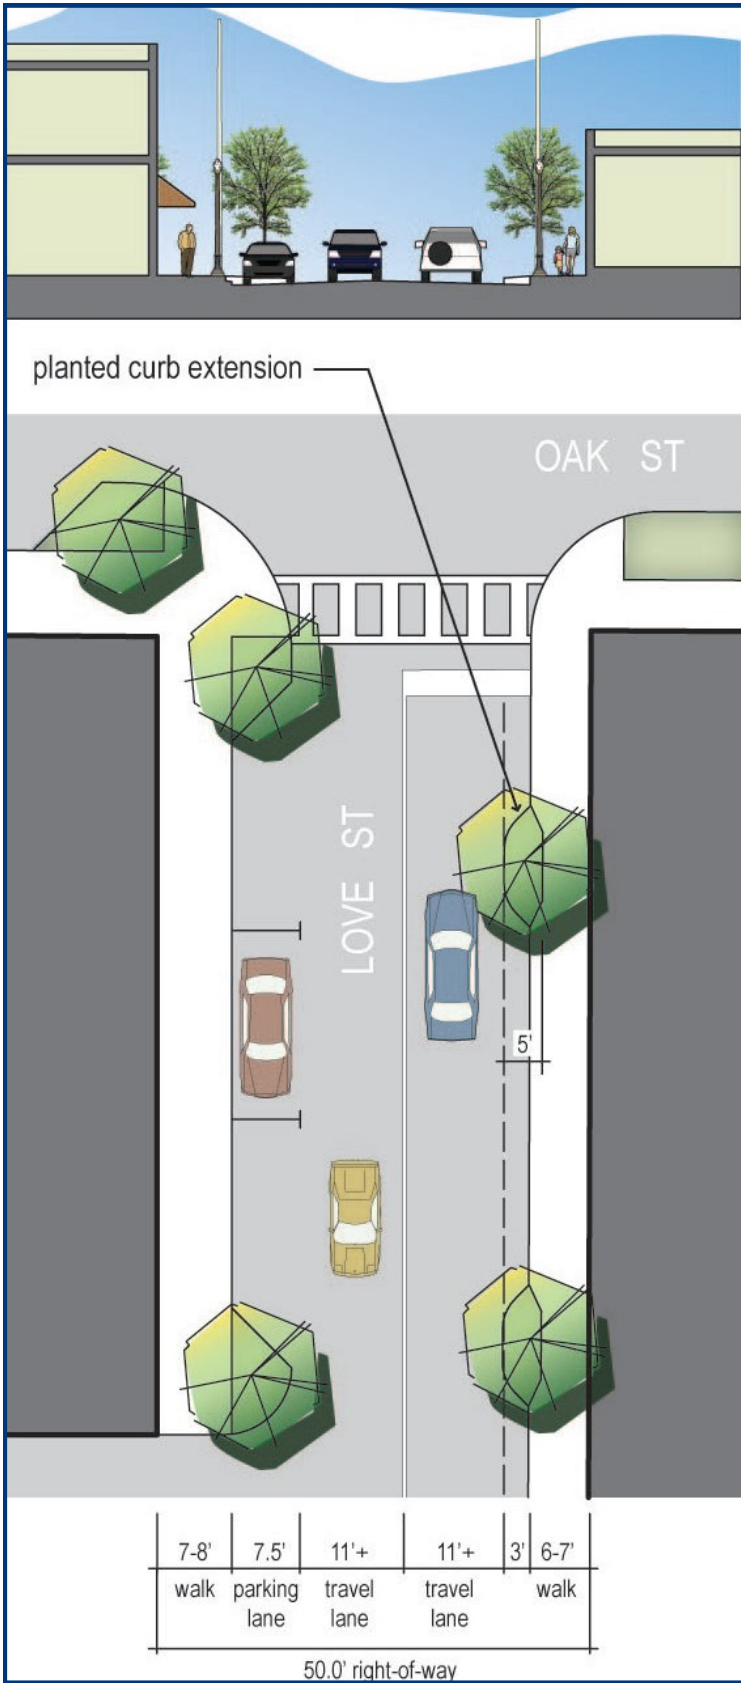 planted curb extension
OAK ST
LOVE ST
5'
7-8' 7.5' 11'+ 11'+ 3' 6-7'
walk parking travel travel walk
lane lane lane
50.0' right-of-way